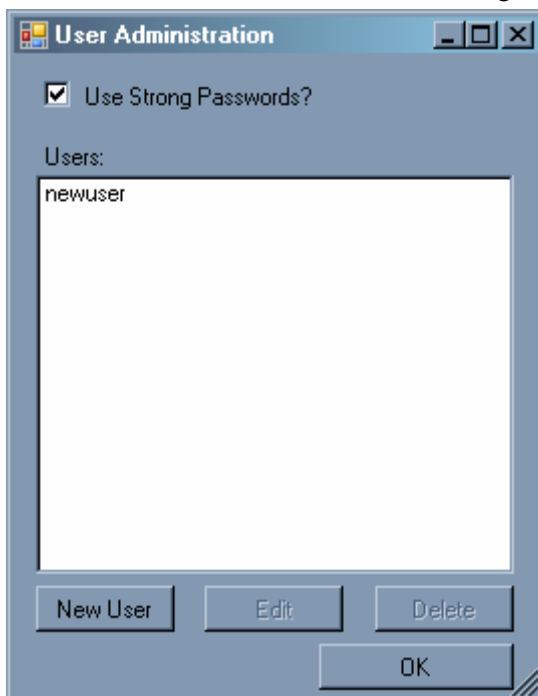 User Administration
Use Strong Passwords?
Users:
newuser
New User Edit Delete
OK